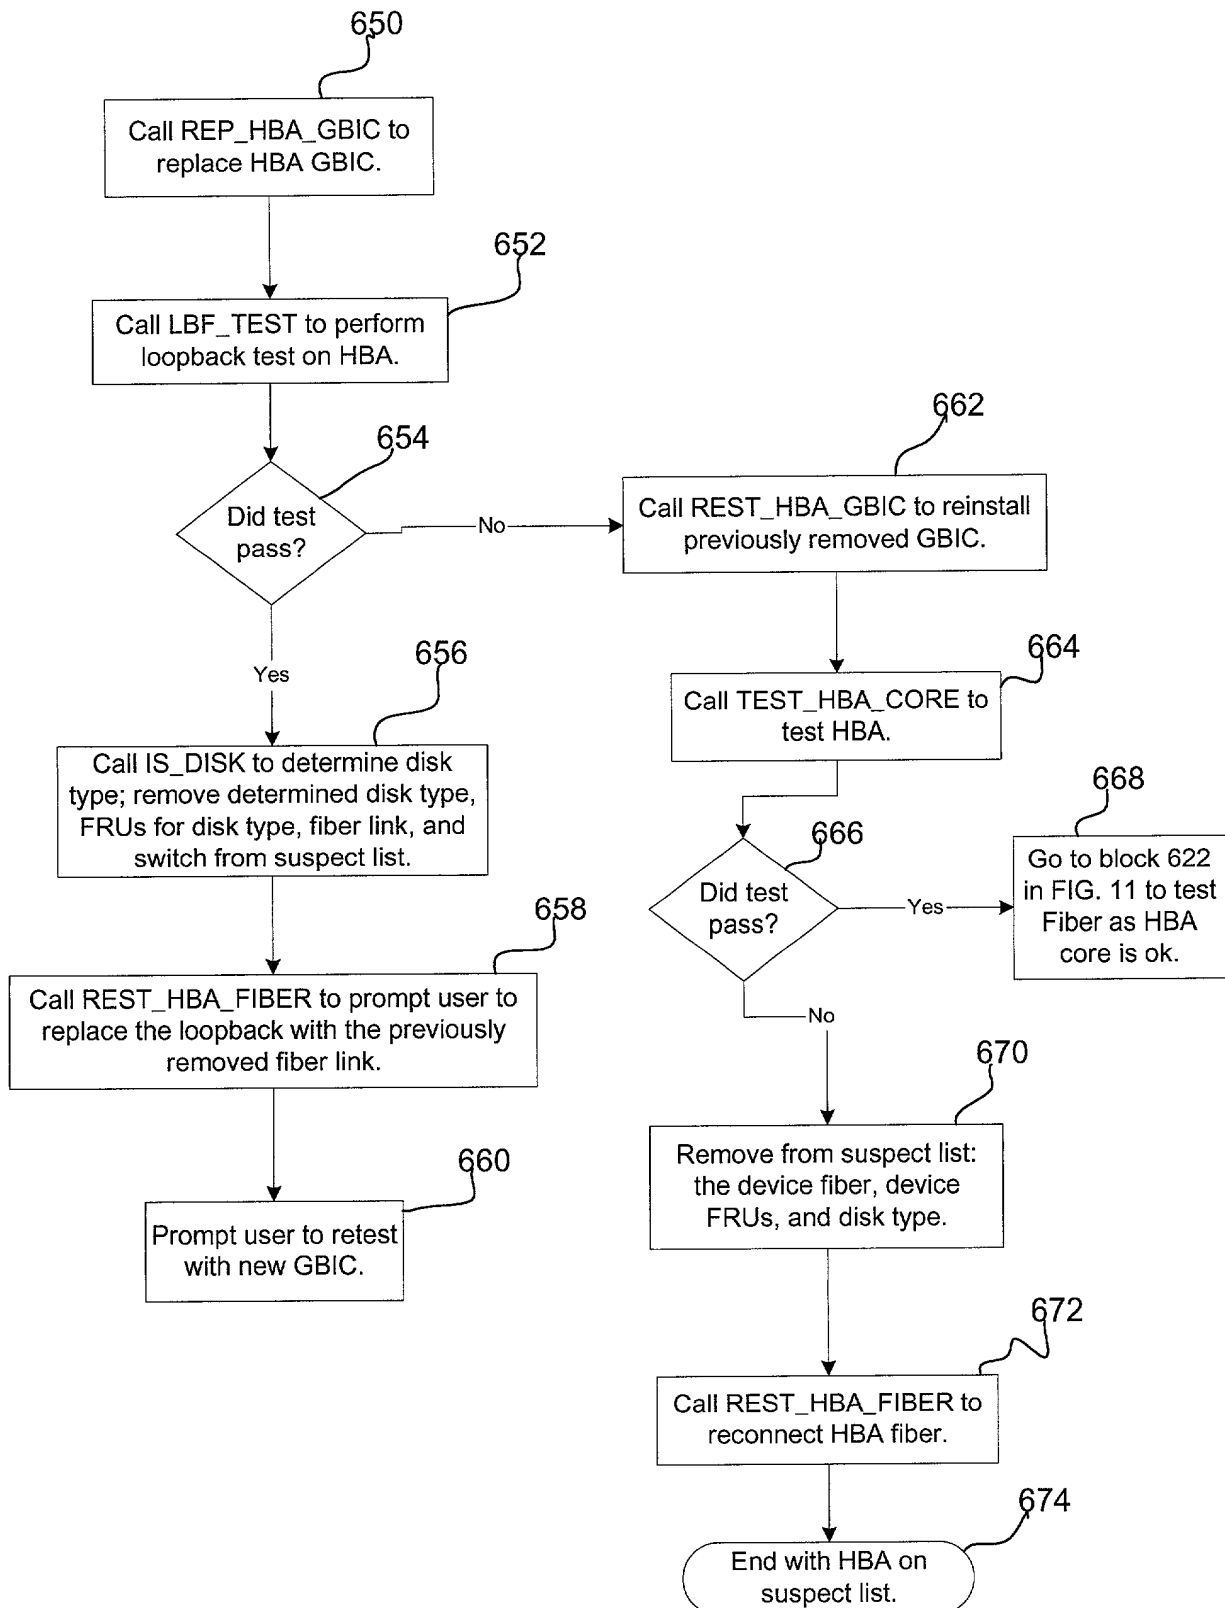 650
Call REP_HBA_GBIC to
replace HBA GBIC.
652
Call LBF_TEST to perform
loopback test on HBA.
654
Did test
pass?
No
Yes
662
Call REST_HBA_GBIC to reinstall
previously removed GBIC.
664
Call TEST_HBA_CORE to
test HBA.
656
Call IS_DISK to determine disk
type; remove determined disk type,
FRUs for disk type, fiber link, and
switch from suspect list.
658
Call REST_HBA_FIBER to prompt user to
replace the loopback with the previously
removed fiber link.
660
Prompt user to retest
with new GBIC.
666
Did test
pass?
Yes
No
668
Go to block 622
in FIG. 11 to test
Fiber as HBA
core is ok.
670
Remove from suspect list:
the device fiber, device
FRUs, and disk type.
672
Call REST_HBA_FIBER to
reconnect HBA fiber.
674
End with HBA on
suspect list.